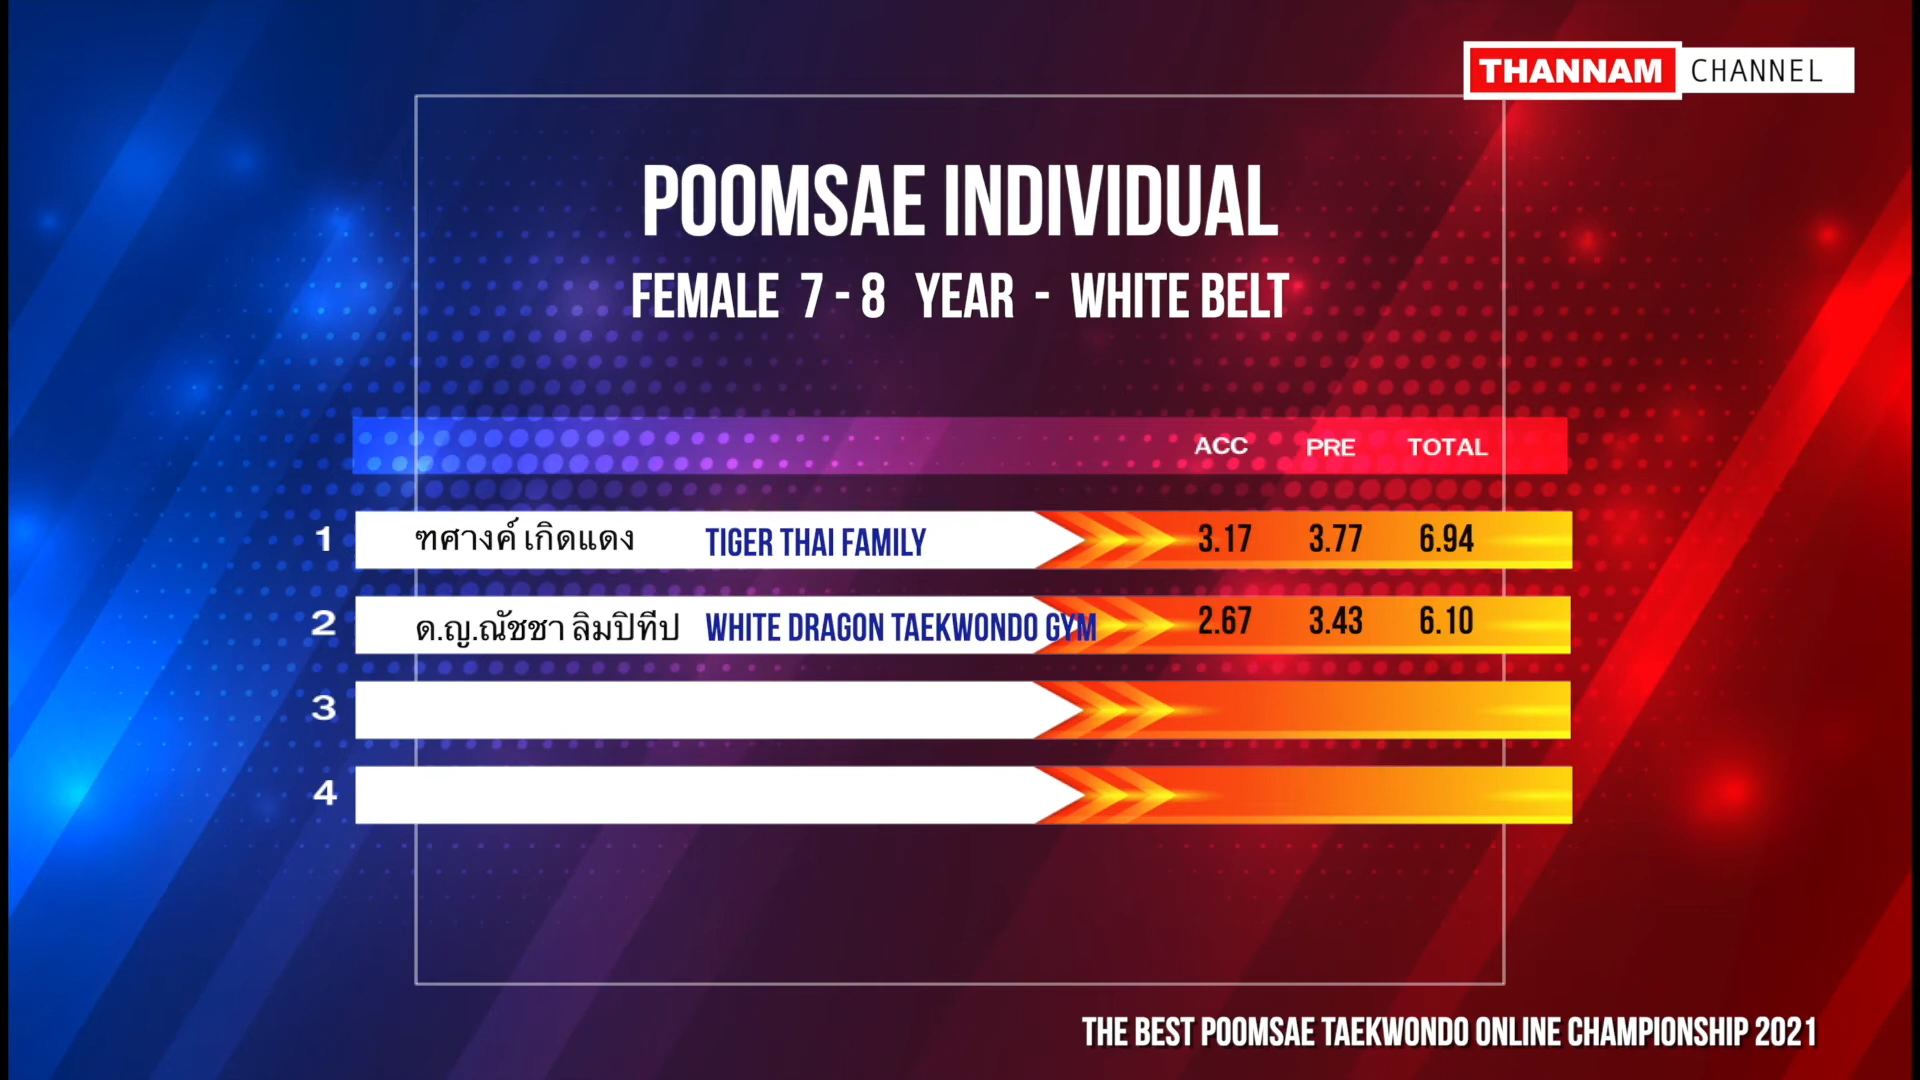 THANNAM CHANNEL
POOMSAE INDIVIDUAL
FEMALE 7 - 8 YEAR - WHITE BELT
ACC PRE TOTAL
1 ฑศางค์ เกิดแดง TIGER THAI FAMILY 3.17 3.77 6.94
2 ด.ญ.ณัชชา ลิมปิทีป WHITE DRAGON TAEKWONDO GYM 2.67 3.43 6.10
3
4
THE BEST POOMSAE TAEKWONDO ONLINE CHAMPIONSHIP 2021